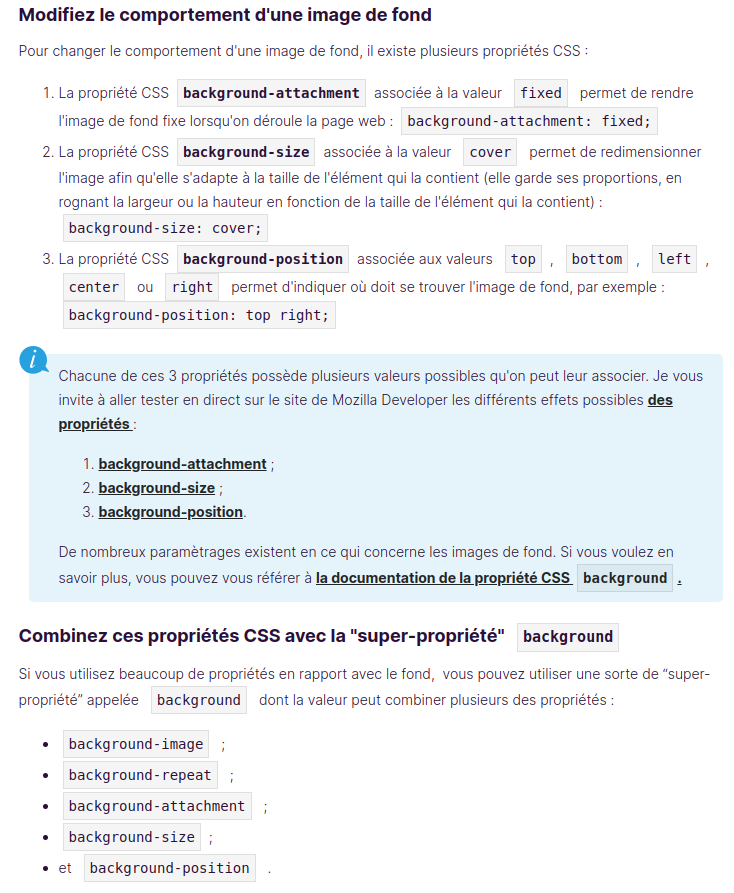 Modifiez le comportement d'une image de fond
Pour changer le comportement d'une image de fond, il existe plusieurs propriétés CSS :
1. La propriété CSS background-attachment associée à la valeur fixed permet de rendre
l'image de fond fixe lorsqu'on déroule la page web : background-attachment: fixed;
2. La propriété CSS background-size associée à la valeur cover permet de redimensionner
l'image afin qu'elle s'adapte à la taille de l'élément qui la contient (elle garde ses proportions, en
rognant la largeur ou la hauteur en fonction de la taille de l'élément qui la contient) :
background-size: cover;
3. La propriété CSS background-position associée aux valeurs top , bottom , left ,
center ou right permet d'indiquer où doit se trouver l'image de fond, par exemple :
background-position: top right;
i
Chacune de ces 3 propriétés possède plusieurs valeurs possibles qu'on peut leur associer. Je vous
invite à aller tester en direct sur le site de Mozilla Developer les différents effets possibles des
propriétés :
1. background-attachment ;
2. background-size ;
3. background-position.
De nombreux paramètrages existent en ce qui concerne les images de fond. Si vous voulez en
savoir plus, vous pouvez vous référer à la documentation de la propriété CSS background .
Combinez ces propriétés CSS avec la "super-propriété" background
Si vous utilisez beaucoup de propriétés en rapport avec le fond, vous pouvez utiliser une sorte de “super-
propriété” appelée background dont la valeur peut combiner plusieurs des propriétés :
• background-image ;
• background-repeat ;
• background-attachment ;
• background-size ;
• et background-position .